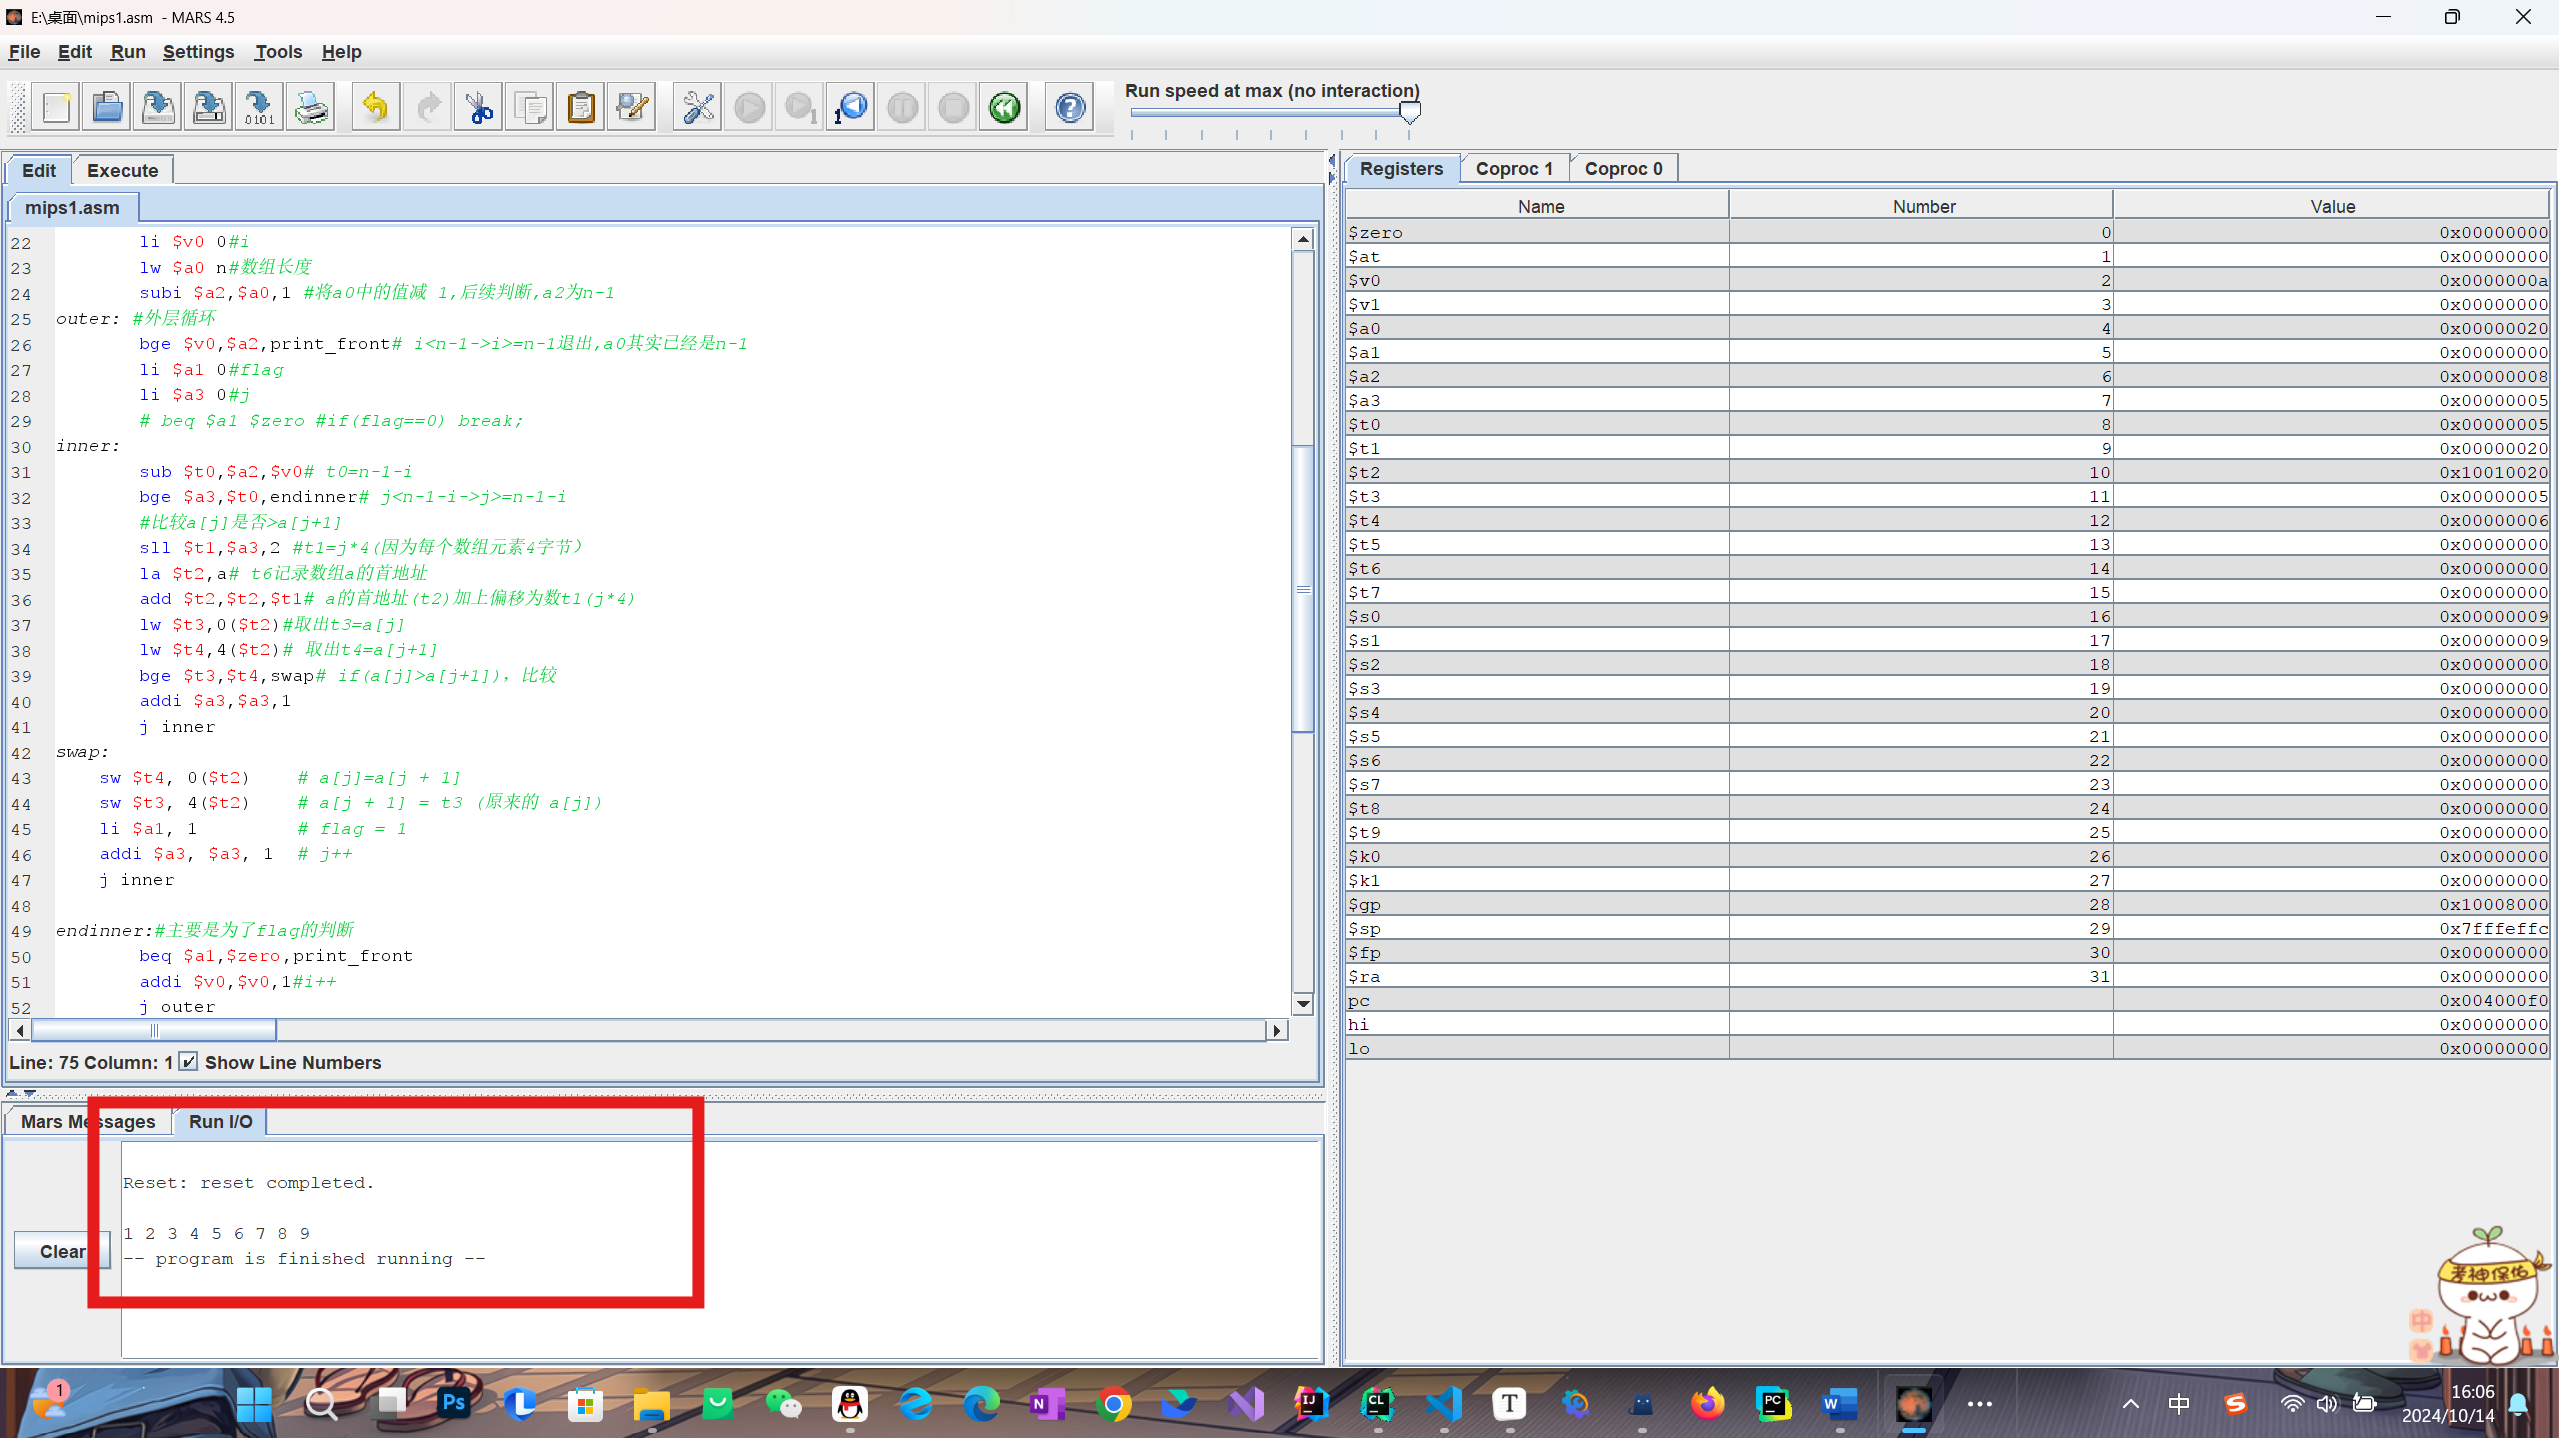 E:\桌面\mips1.asm - MARS 4.5
File Edit Run Settings Tools Help
Run speed at max (no interaction)
Edit Execute
mips1.asm
22 li $v0 0#i
23 lw $a0 n#数组长度
24 subi $a2,$a0,1 #将a0中的值减 1,后续判断,a2为n-1
25 outer: #外层循环
26 bge $v0,$a2,print_front# i<n-1->i>=n-1退出,a0其实已经是n-1
27 li $a1 0#flag
28 li $a3 0#j
29 # beq $a1 $zero #if(flag==0) break;
30 inner:
31 sub $t0,$a2,$v0# t0=n-1-i
32 bge $a3,$t0,endinner# j<n-1-i->j>=n-1-i
33 #比较a[j]是否>a[j+1]
34 sll $t1,$a3,2 #t1=j*4(因为每个数组元素4字节）
35 la $t2,a# t6记录数组a的首地址
36 add $t2,$t2,$t1# a的首地址(t2)加上偏移为数t1(j*4)
37 lw $t3,0($t2)#取出t3=a[j]
38 lw $t4,4($t2)# 取出t4=a[j+1]
39 bge $t3,$t4,swap# if(a[j]>a[j+1])，比较
40 addi $a3,$a3,1
41 j inner
42 swap:
43 sw $t4, 0($t2) # a[j]=a[j + 1]
44 sw $t3, 4($t2) # a[j + 1] = t3 (原来的 a[j])
45 li $a1, 1 # flag = 1
46 addi $a3, $a3, 1 # j++
47 j inner
48
49 endinner:#主要是为了flag的判断
50 beq $a1,$zero,print_front
51 addi $v0,$v0,1#i++
52 j outer
Line: 75 Column: 1 Show Line Numbers
Mars Messages Run I/O
Clear
Reset: reset completed.
1 2 3 4 5 6 7 8 9
-- program is finished running --
Registers Coproc 1 Coproc 0
Name Number Value
$zero 0 0x00000000
$at 1 0x00000000
$v0 2 0x0000000a
$v1 3 0x00000000
$a0 4 0x00000020
$a1 5 0x00000000
$a2 6 0x00000008
$a3 7 0x00000005
$t0 8 0x00000005
$t1 9 0x00000020
$t2 10 0x10010020
$t3 11 0x00000005
$t4 12 0x00000006
$t5 13 0x00000000
$t6 14 0x00000000
$t7 15 0x00000000
$s0 16 0x00000009
$s1 17 0x00000009
$s2 18 0x00000000
$s3 19 0x00000000
$s4 20 0x00000000
$s5 21 0x00000000
$s6 22 0x00000000
$s7 23 0x00000000
$t8 24 0x00000000
$t9 25 0x00000000
$k0 26 0x00000000
$k1 27 0x00000000
$gp 28 0x10008000
$sp 29 0x7fffeffc
$fp 30 0x00000000
$ra 31 0x00000000
pc 0x004000f0
hi 0x00000000
lo 0x00000000
考神保佑
中
1
中
16:06
2024/10/14